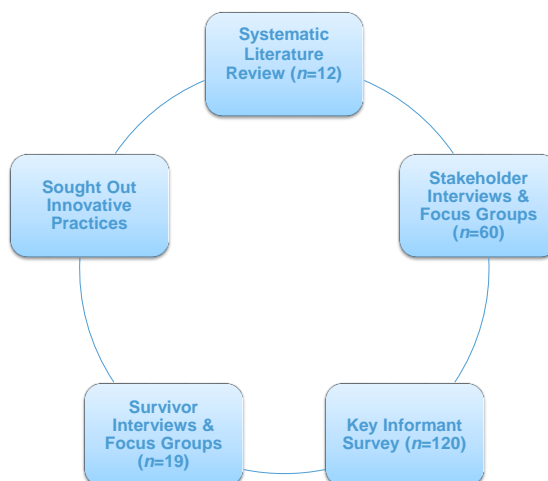 Systematic
Literature
Review (n=12)
Stakeholder
Interviews &
Focus Groups
(n=60)
Key Informant
Survey (n=120)
Survivor
Interviews &
Focus Groups
(n=19)
Sought Out
Innovative
Practices